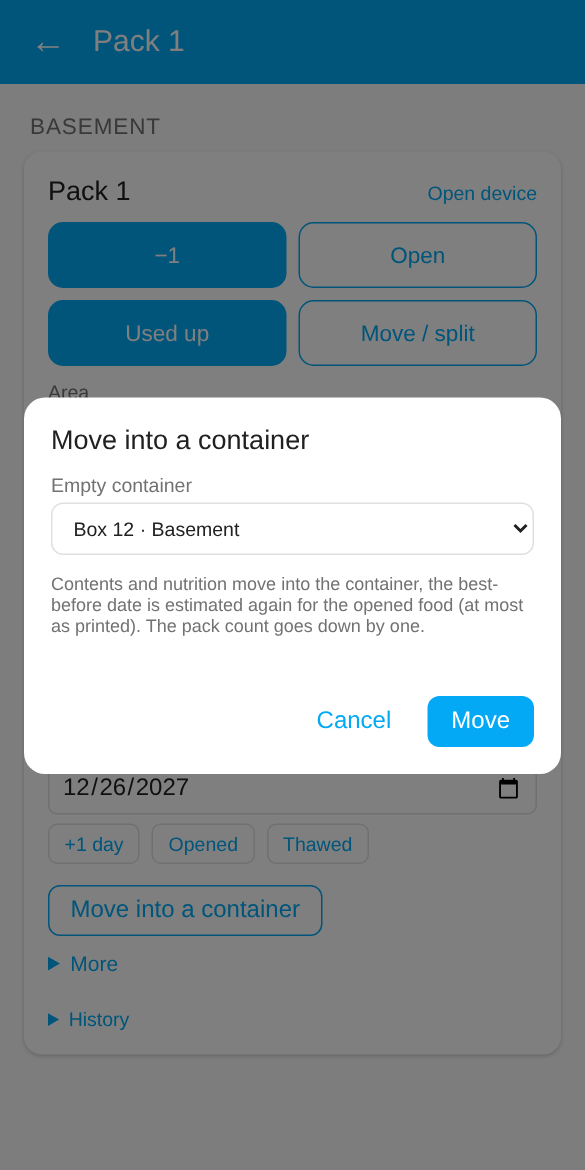 ← Pack 1
BASEMENT
Pack 1
Open device
−1
Open
Used up
Move / split
Area
Move into a container
Empty container
Box 12 · Basement
Contents and nutrition move into the container, the best-
before date is estimated again for the opened food (at most
as printed). The pack count goes down by one.
Cancel
Move
12/26/2027
+1 day
Opened
Thawed
Move into a container
More
History